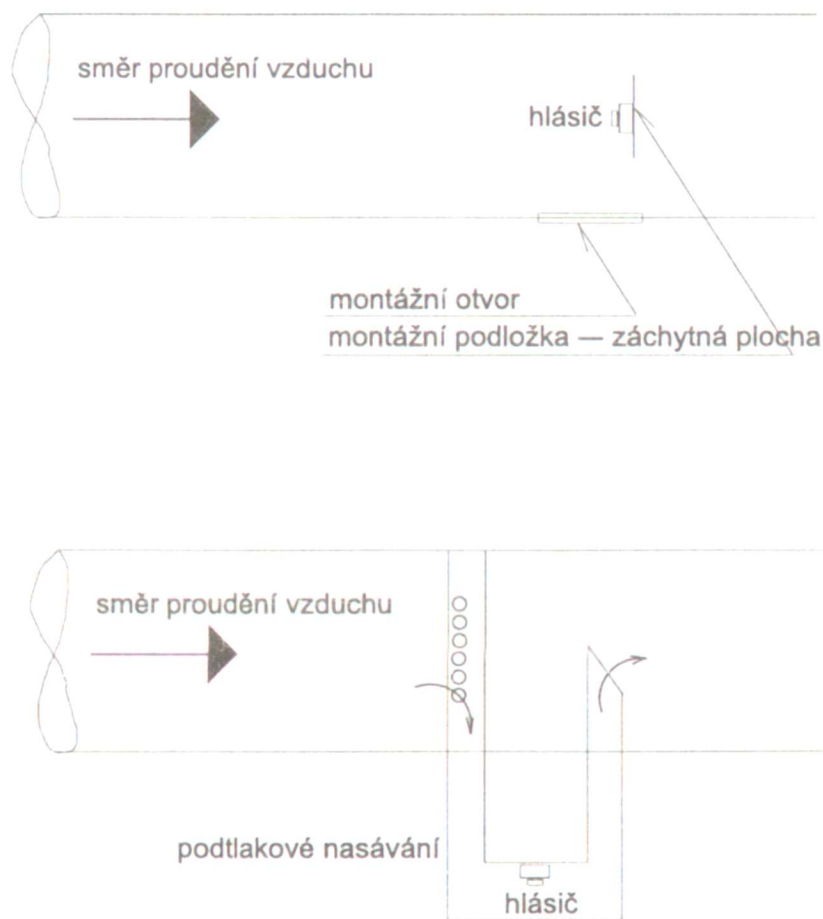 směr proudění vzduchu
hlásič
montážní otvor
montážní podložka — záchytná plocha
směr proudění vzduchu
podtlakové nasávání
hlásič